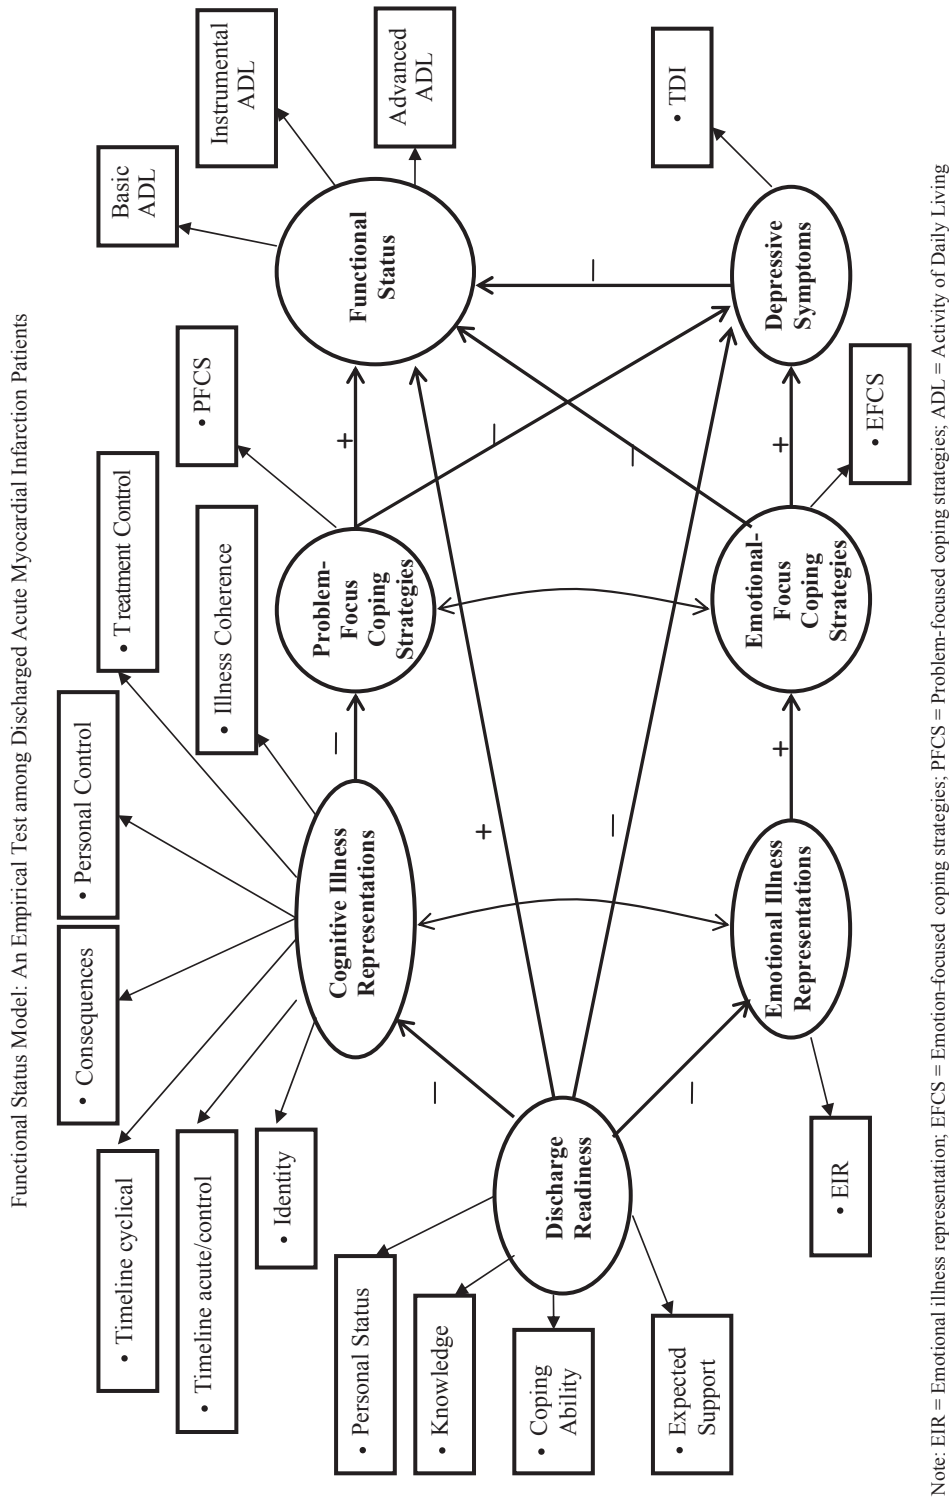 Functional Status Model: An Empirical Test among Discharged Acute Myocardial Infarction Patients
• Timeline cyclical
• Consequences
• Personal Control
• Treatment Control
Basic
ADL
• Timeline acute/control
• Identity
• Illness Coherence
• PFCS
Instrumental
ADL
Advanced
ADL
• Personal Status
• Knowledge
• Coping
Ability
• Expected
Support
Cognitive Illness
Representations
–
Problem-
Focus
Coping
Strategies
+
Functional
Status
–
+
–
–
–
Discharge
Readiness
–
–
Emotional Illness
Representations
+
Emotional-
Focus
Coping
Strategies
+
Depressive
Symptoms
• TDI
• EIR
• EFCS
Note: EIR = Emotional illness representation; EFCS = Emotion-focused coping strategies; PFCS = Problem-focused coping strategies; ADL = Activity of Daily Living